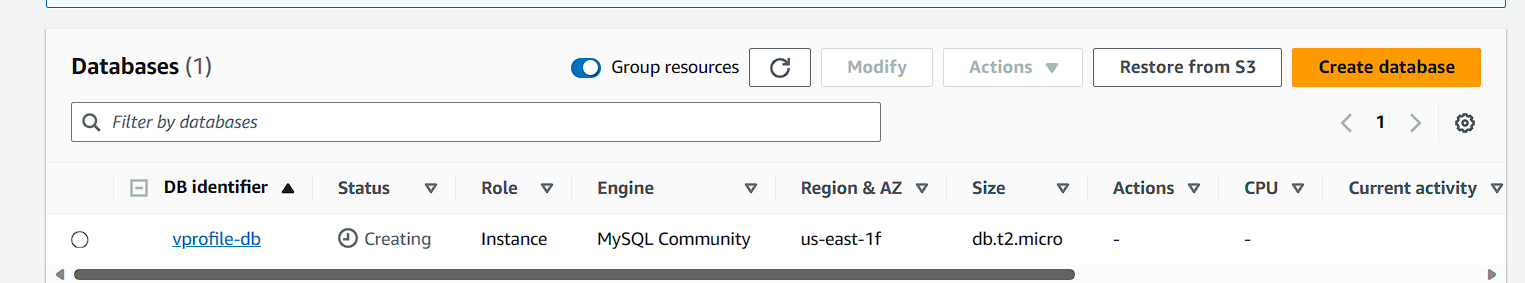 Databases (1) Group resources Modify Actions Restore from S3 Create database
Filter by databases 1
DB identifier Status Role Engine Region & AZ Size Actions CPU Current activity
vprofile-db Creating Instance MySQL Community us-east-1f db.t2.micro - -